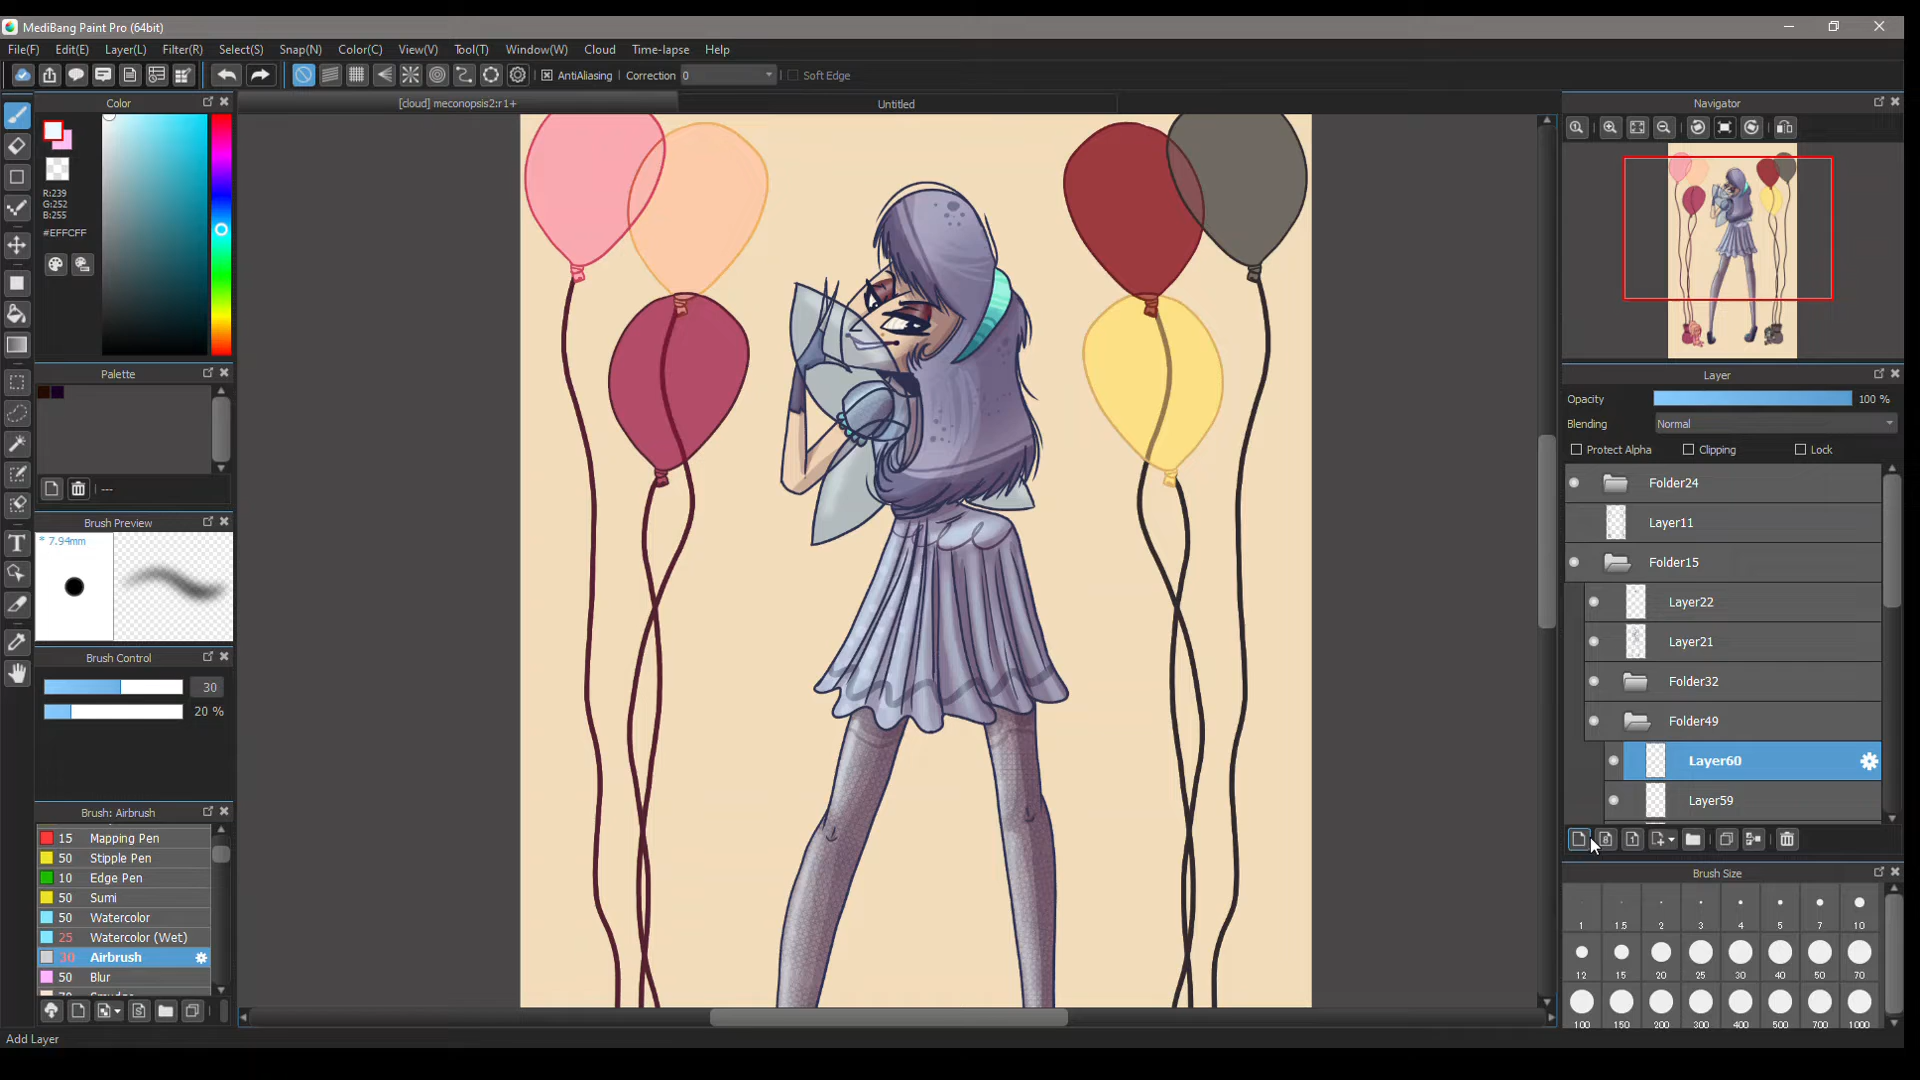 MediBang Paint Pro (64bit)
File(F) Edit(E) Layer(L) Filter(R) Select(S) Snap(N) Color(C) View(V) Tool(T) Window(W) Cloud Time-lapse Help
AntiAliasing Correction 0 Soft Edge
Color
[cloud] meconopsis2:r1+
Untitled
Navigator
R:239
G:252
B:255
#EFFCFF
Palette
---
Brush Preview
* 7.94mm
Brush Control
30
20 %
Brush: Airbrush
15 Mapping Pen
50 Stipple Pen
10 Edge Pen
50 Sumi
50 Watercolor
25 Watercolor (Wet)
30 Airbrush
50 Blur
Add Layer
Layer
Opacity 100 %
Blending Normal
Protect Alpha Clipping Lock
Folder24
Layer11
Folder15
Layer22
Layer21
Folder32
Folder49
Layer60
Layer59
Brush Size
1 1.5 2 3 4 5 7 10
12 15 20 25 30 40 50 70
100 150 200 300 400 500 700 1000